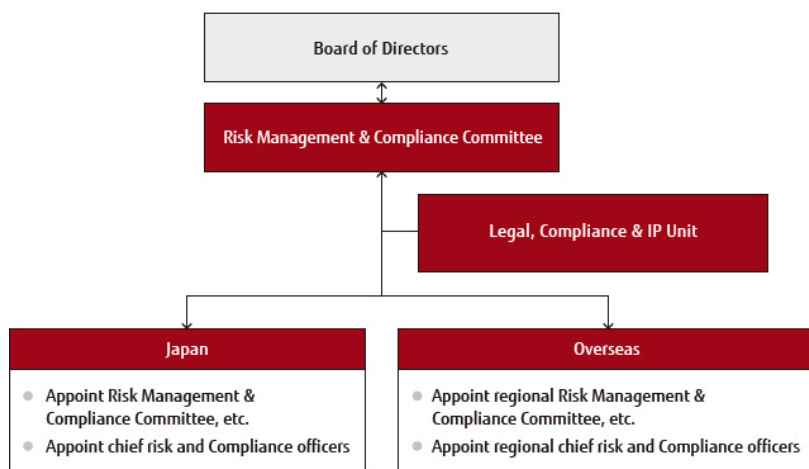 Board of Directors
Risk Management & Compliance Committee
Legal, Compliance & IP Unit
Japan
Appoint Risk Management &
Compliance Committee, etc.
Appoint chief risk and Compliance officers
Overseas
Appoint regional Risk Management &
Compliance Committee, etc.
Appoint regional chief risk and Compliance officers